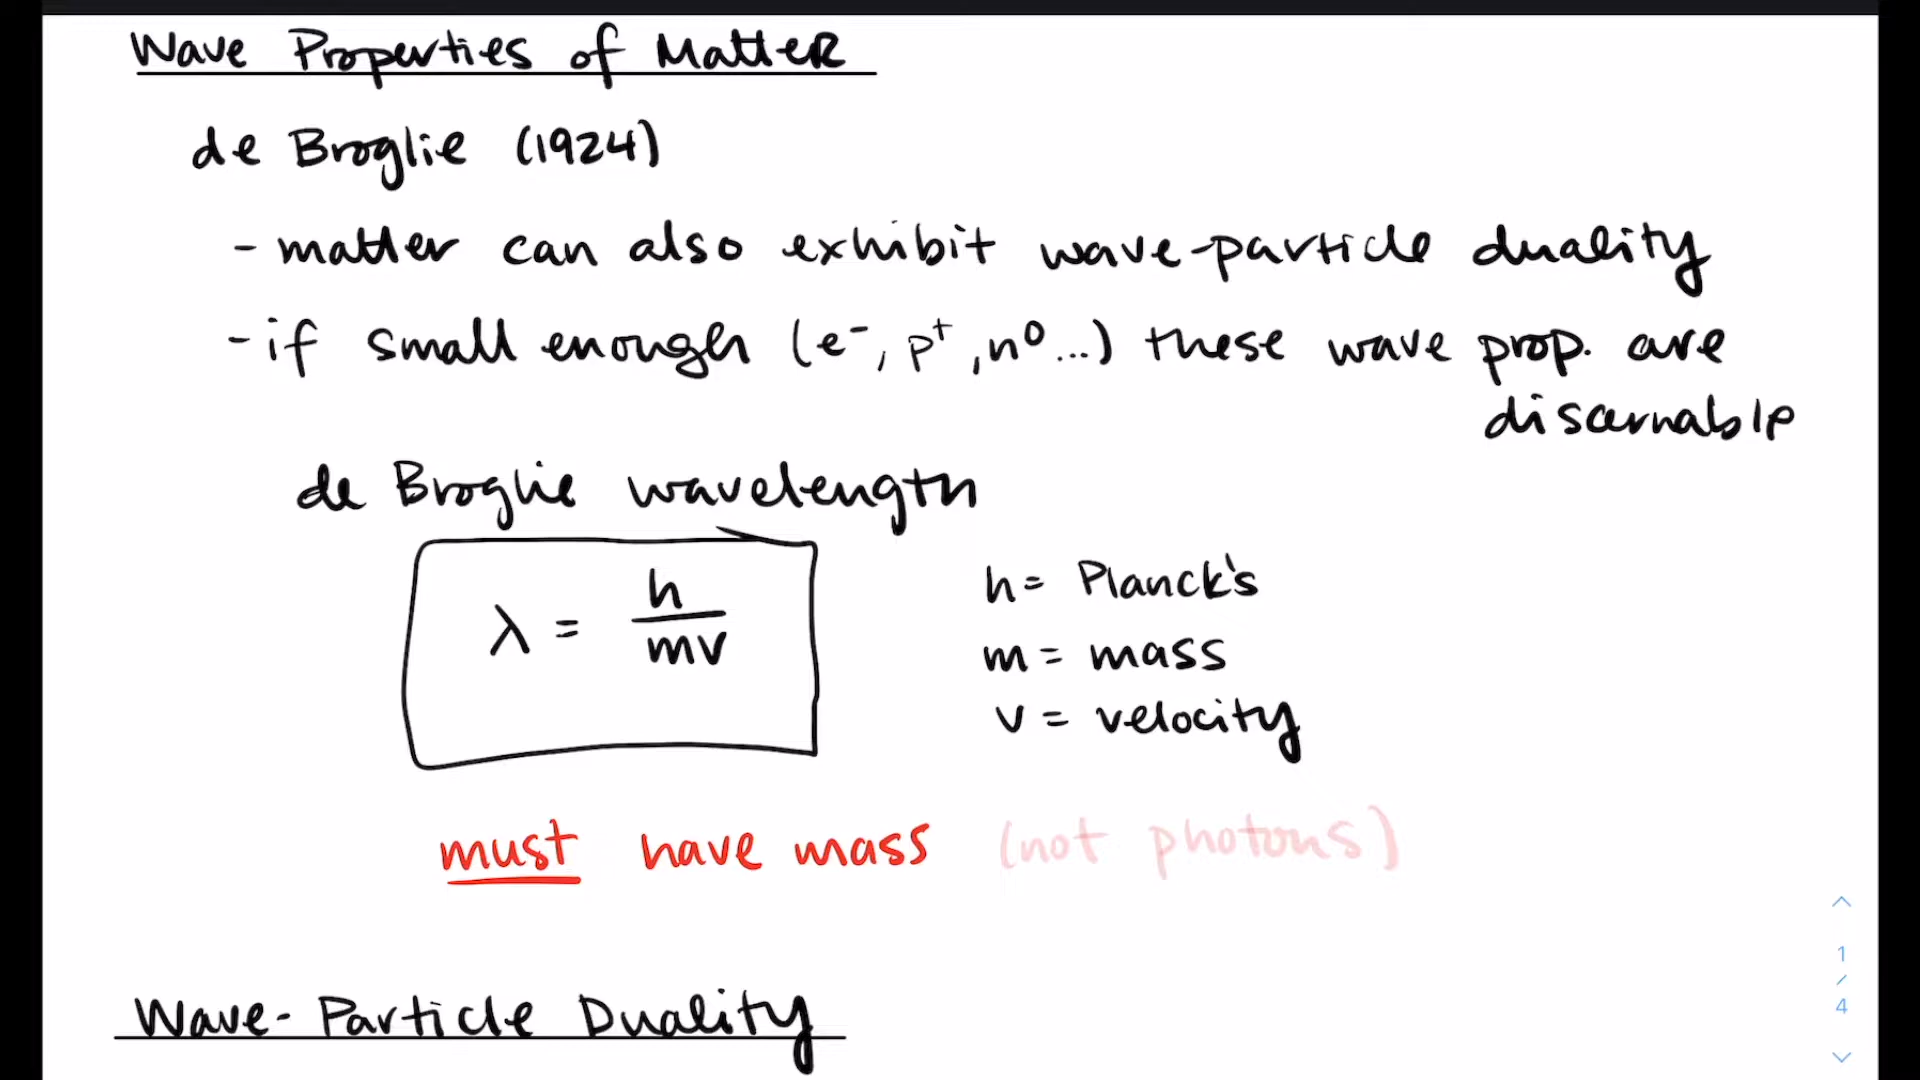 Wave Properties of Matter
de Broglie (1924)
- matter can also exhibit wave-particle duality
- if small enough (e⁻, p⁺, n⁰...) these wave prop. are
discernable
de Broglie wavelength
λ = h/mv
h = Planck's
m = mass
v = velocity
must have mass (not photons)
1
/
4
Wave-Particle Duality